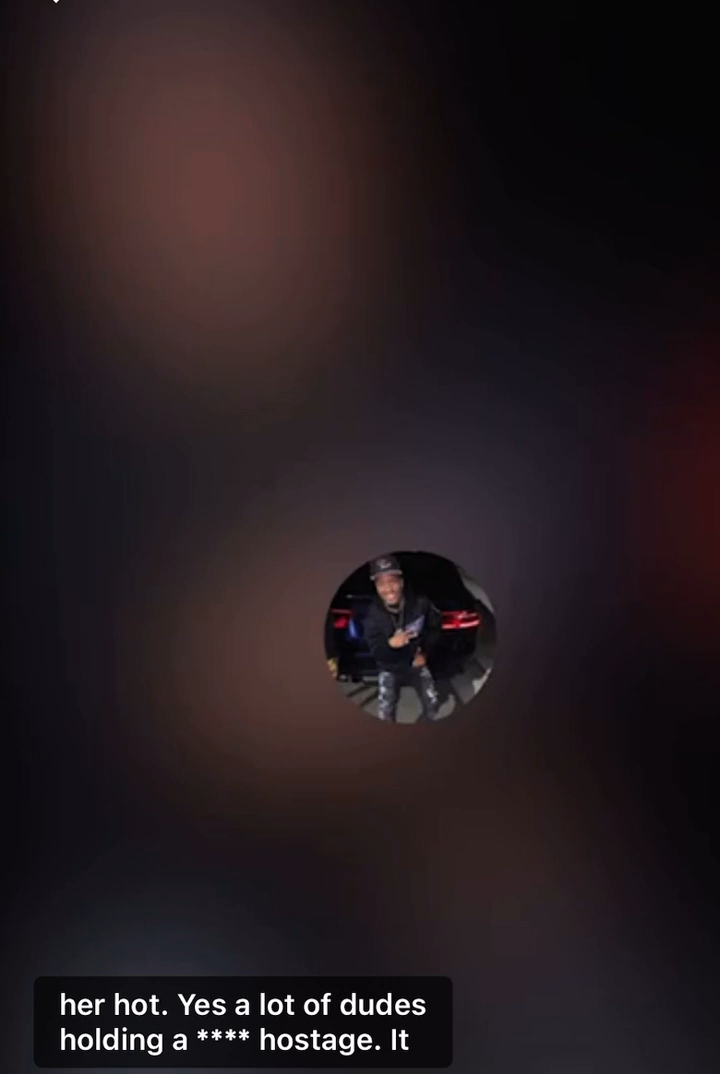 her hot. Yes a lot of dudes
holding a **** hostage. It